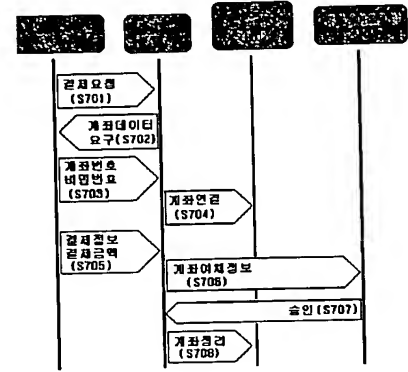 결제요청
(S701)
계좌데이터
요구(S702)
계좌번호
비밀번호
(S703)
계좌연결
(S704)
결제정보
결제금액
(S705)
계좌이체정보
(S706)
승인(S707)
계좌정리
(S708)